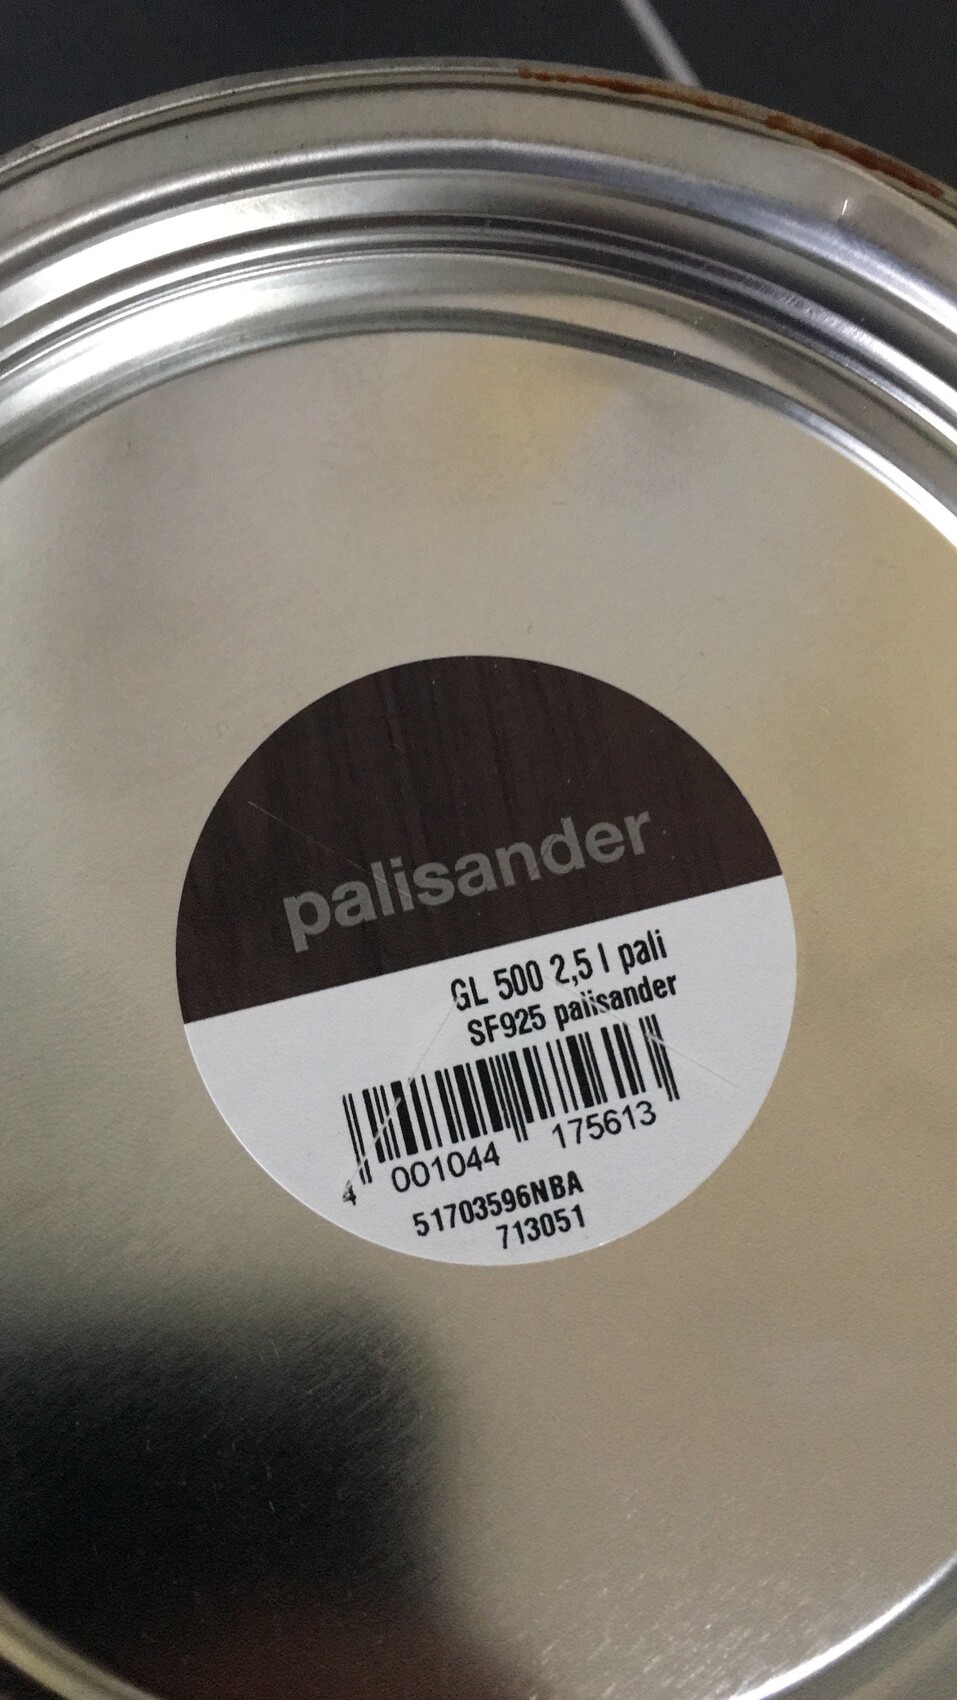 palisander
GL 500 2,5 l pali
SF925 palisander
4 001044 175613
51703596NBA
713051